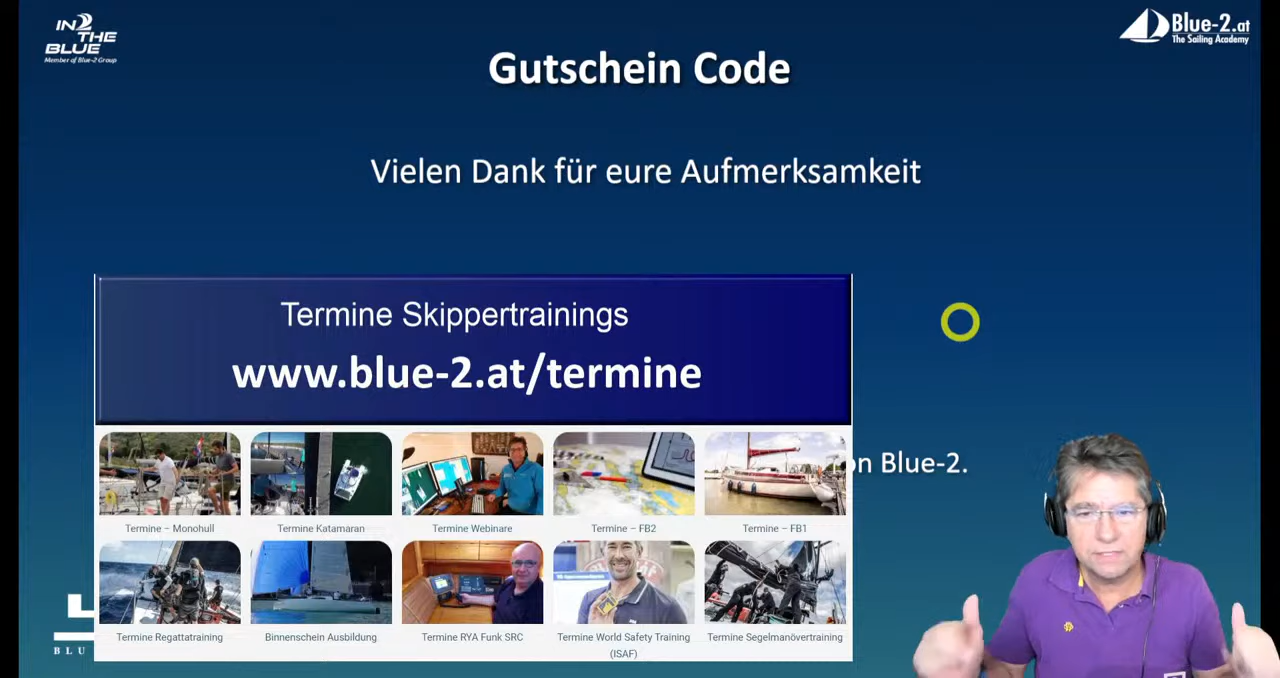 IN2THE
BLUE
Member of Blue-2 Group
Blue-2.at
The Sailing Academy
Gutschein Code
Vielen Dank für eure Aufmerksamkeit
Termine Skippertrainings
www.blue-2.at/termine
on Blue-2.
Termine – Monohull
Termine Katamaran
Termine Webinare
Termine – FB2
Termine – FB1
Termine Regattatraining
Binnenschein Ausbildung
Termine RYA Funk SRC
Termine World Safety Training
(ISAF)
Termine Segelmanövertraining
BLU